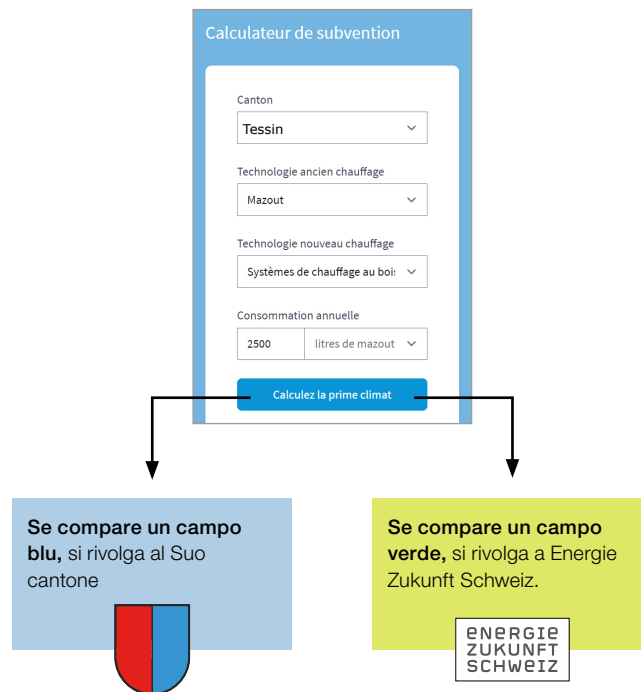 Calculateur de subvention
Canton
Tessin
Technologie ancien chauffage
Mazout
Technologie nouveau chauffage
Systèmes de chauffage au boi
Consommation annuelle
2500 litres de mazout
Calculez la prime climat
Se compare un campo
blu, si rivolga al Suo
cantone
Se compare un campo
verde, si rivolga a Energie
Zukunft Schweiz.
eNeRGIe
ZUKUNFT
SCHWeIZ